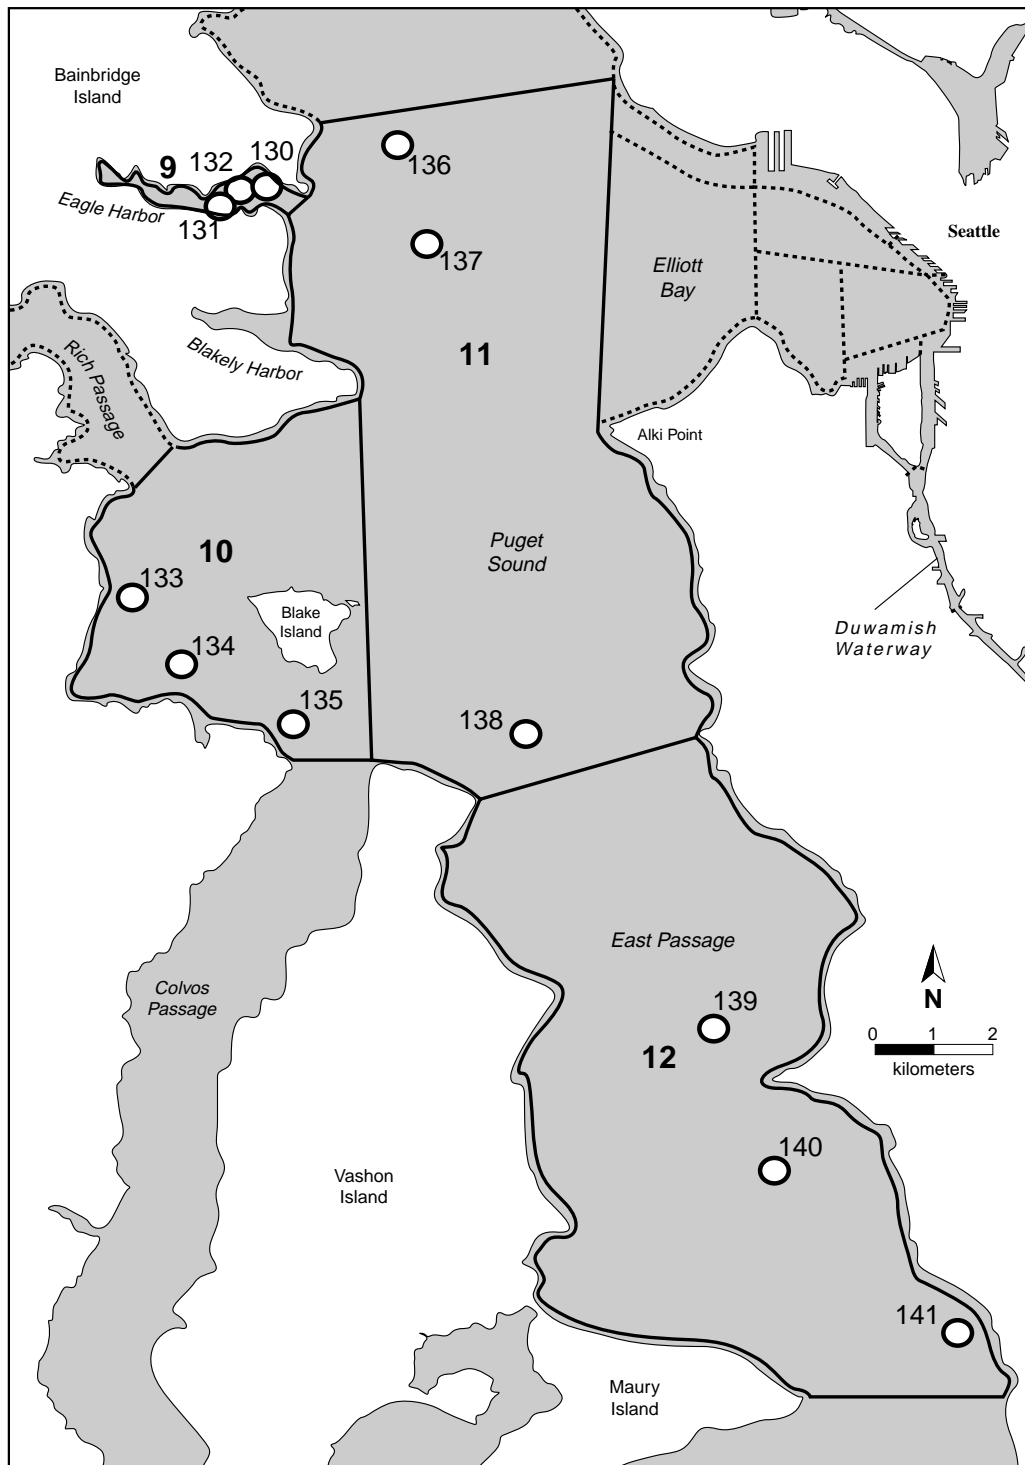 Bainbridge
Island
9
132
130
136
Eagle Harbor
131
137
Seattle
Elliott
Bay
Rich Passage
Blakely Harbor
11
Alki Point
10
Puget
Sound
133
Blake
Island
134
Duwamish
Waterway
135
138
East Passage
Colvos
Passage
139
N
0 1 2
kilometers
12
140
Vashon
Island
141
Maury
Island